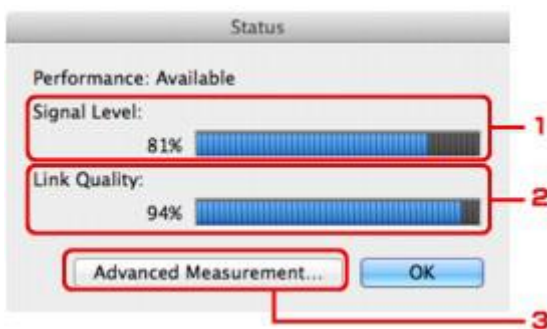 Status
Performance: Available
Signal Level:
81%
1
Link Quality:
94%
2
Advanced Measurement...
OK
3